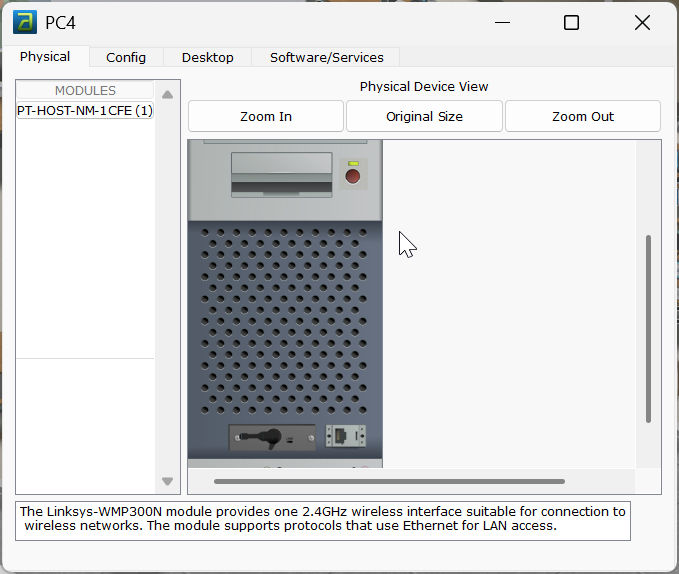 PC4
Physical
Config
Desktop
Software/Services
MODULES
PT-HOST-NM-1CFE (1)
Physical Device View
Zoom In
Original Size
Zoom Out
The Linksys-WMP300N module provides one 2.4GHz wireless interface suitable for connection to
wireless networks. The module supports protocols that use Ethernet for LAN access.